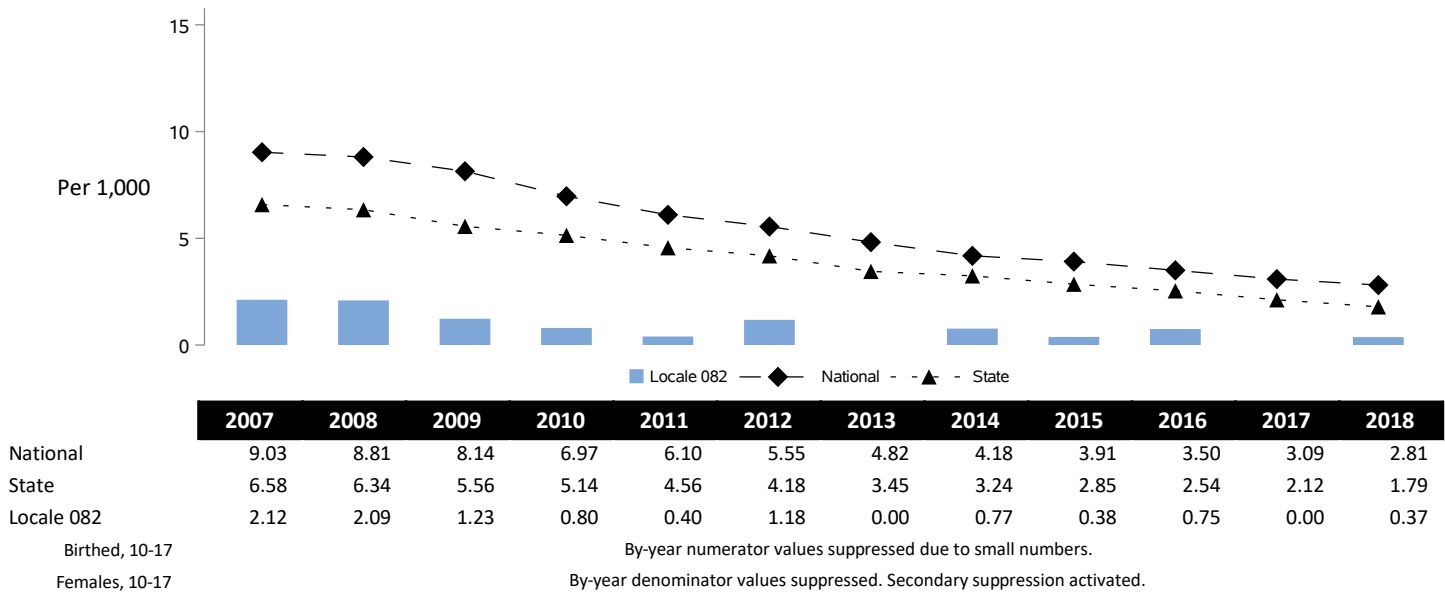 15
10
Per 1,000
5
0
Locale 082 National State
2007 2008 2009 2010 2011 2012 2013 2014 2015 2016 2017 2018
National 9.03 8.81 8.14 6.97 6.10 5.55 4.82 4.18 3.91 3.50 3.09 2.81
State 6.58 6.34 5.56 5.14 4.56 4.18 3.45 3.24 2.85 2.54 2.12 1.79
Locale 082 2.12 2.09 1.23 0.80 0.40 1.18 0.00 0.77 0.38 0.75 0.00 0.37
Birthed, 10-17 By-year numerator values suppressed due to small numbers.
Females, 10-17 By-year denominator values suppressed. Secondary suppression activated.